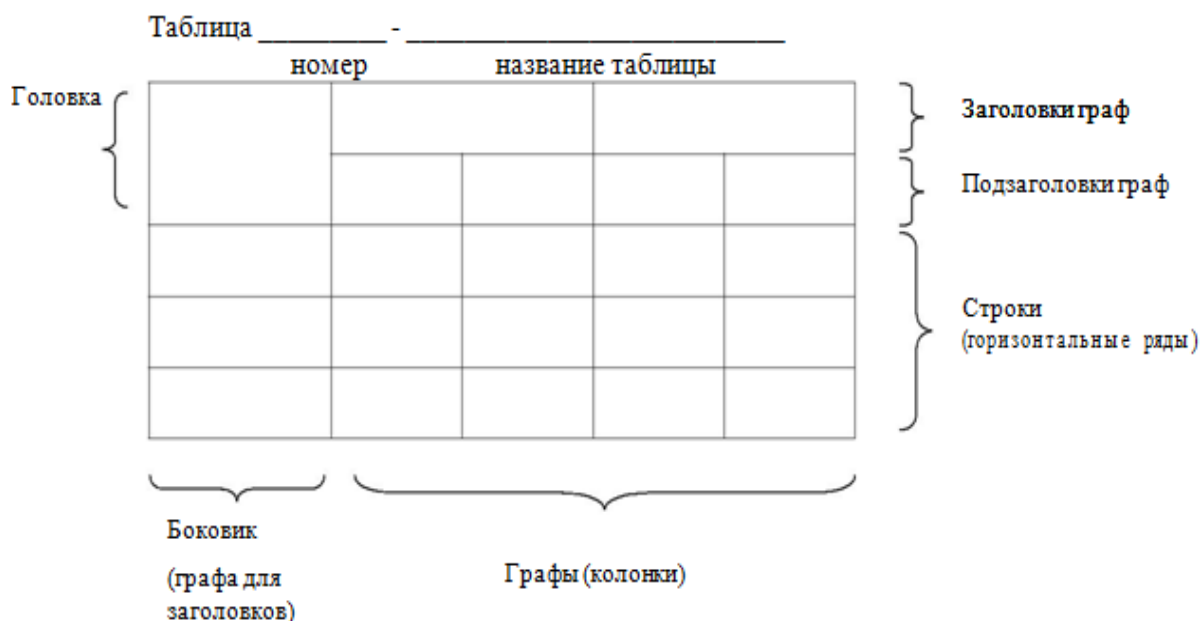 Таблица _________ - ___________________________
номер название таблицы
Головка
Заголовки граф
Подзаголовки граф
Строки
(горизонтальные ряды)
Боковик
(графа для
заголовков)
Графы (колонки)